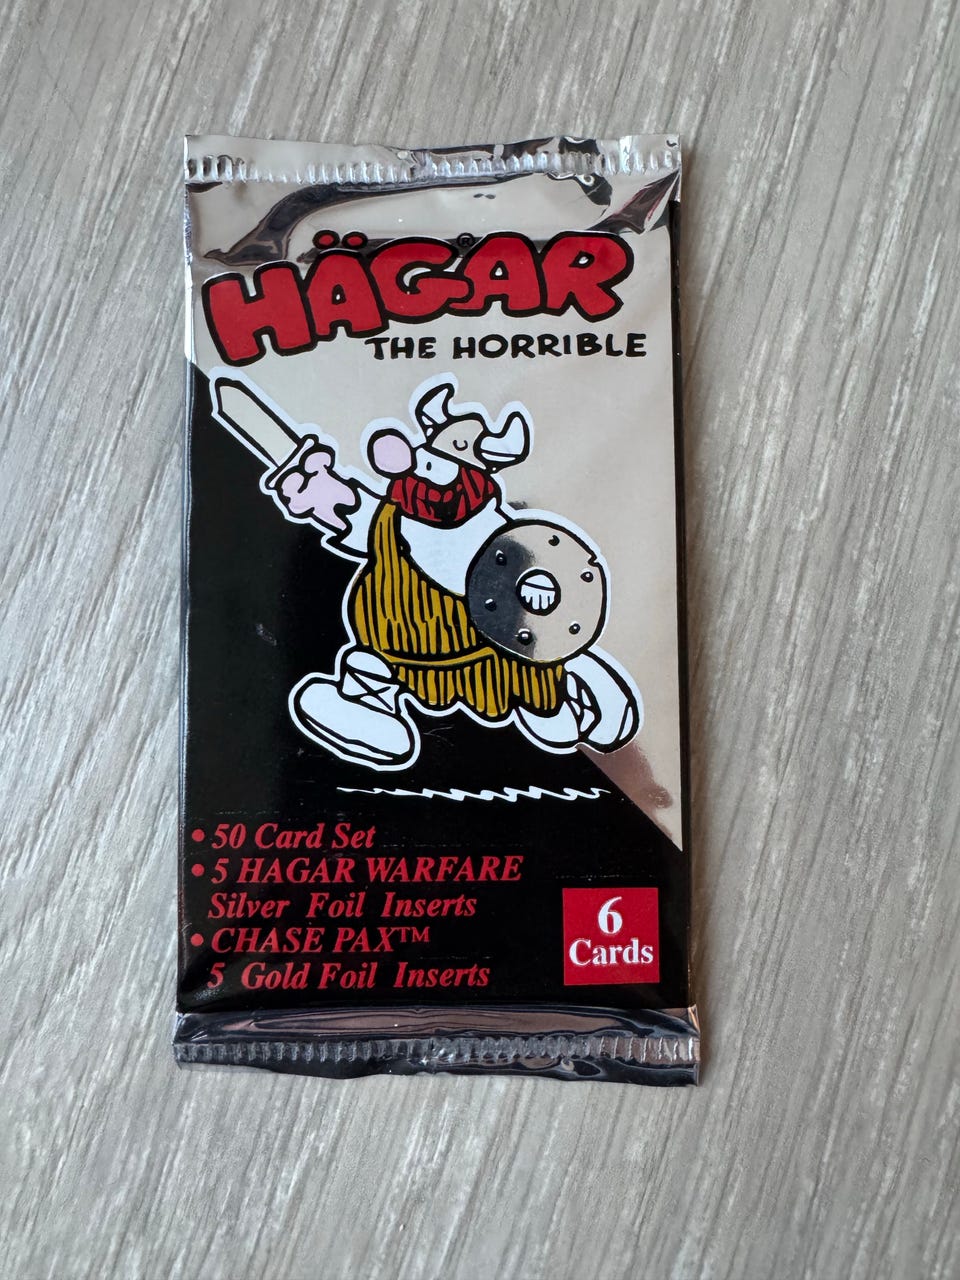 HÄGAR®
THE HORRIBLE
• 50 Card Set
• 5 HAGAR WARFARE
Silver Foil Inserts
• CHASE PAX™
5 Gold Foil Inserts
6
Cards